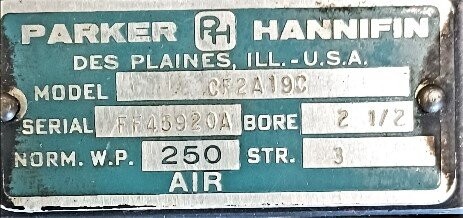 PARKER PH HANNIFIN
DES PLAINES, ILL.-U.S.A.
MODEL CF2A19C
SERIAL FF45920A BORE 2 1/2
NORM. W.P. 250 STR. 3
AIR